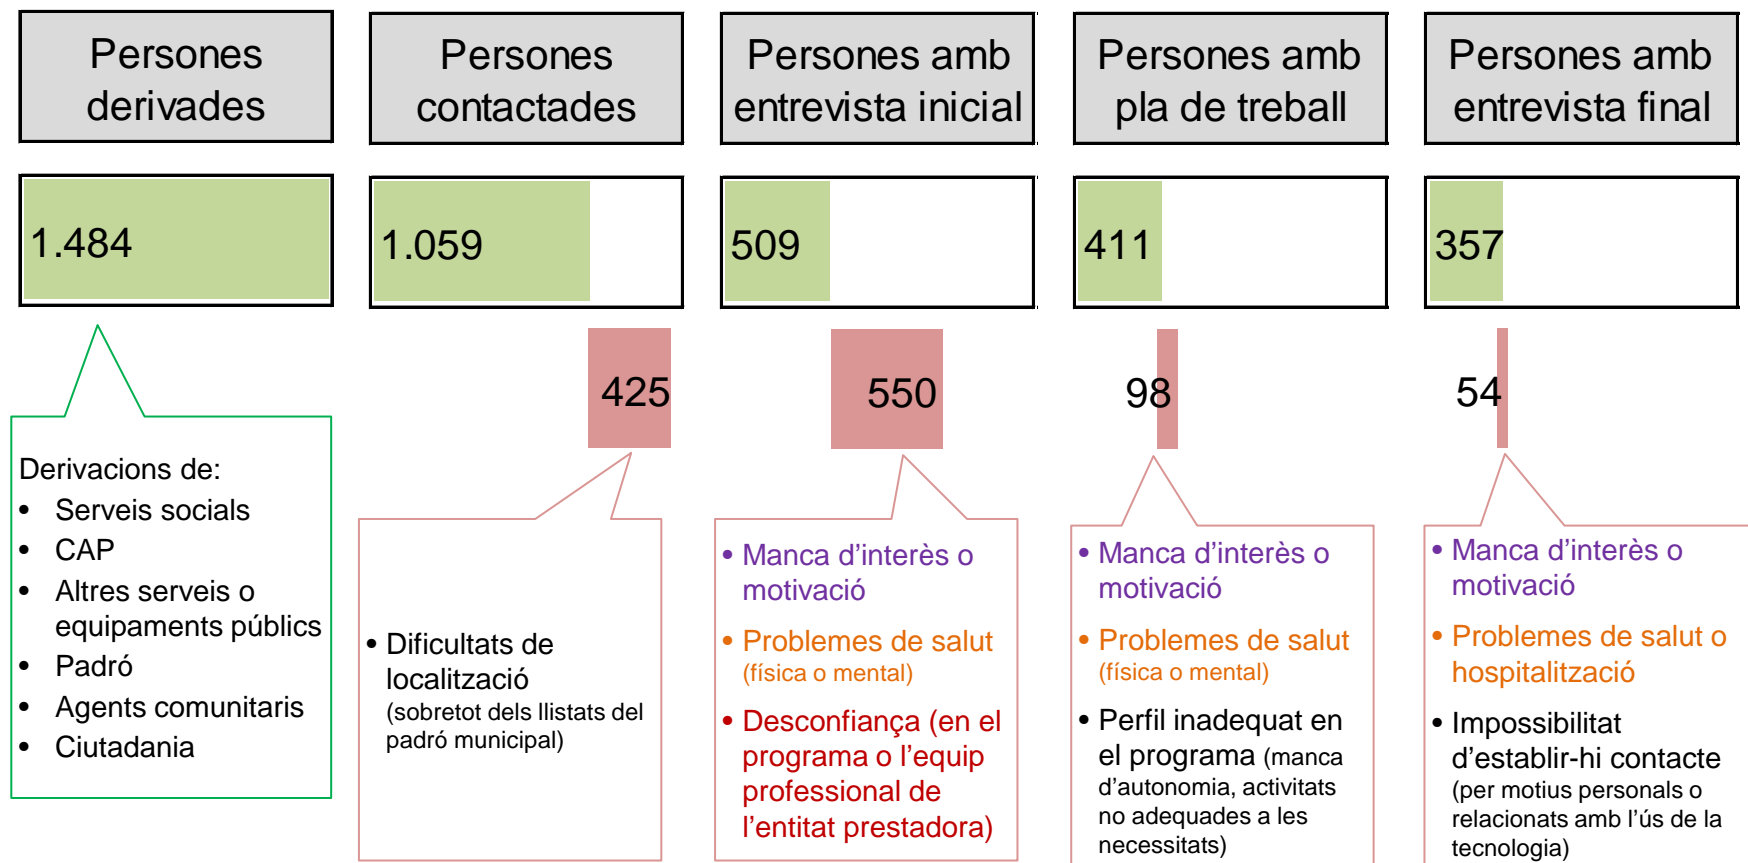 Persones
derivades
Persones
contactades
Persones amb
entrevista inicial
Persones amb
pla de treball
Persones amb
entrevista final
1.484
1.059
509
411
357
425
550
98
54
Derivacions de:
• Serveis socials
• CAP
• Altres serveis o
equipaments públics
• Padró
• Agents comunitaris
• Ciutadania
• Dificultats de
localització
(sobretot dels llistats del
padró municipal)
• Manca d’interès o
motivació
• Problemes de salut
(física o mental)
• Desconfiança (en el
programa o l’equip
professional de
l’entitat prestadora)
• Manca d’interès o
motivació
• Problemes de salut
(física o mental)
• Perfil inadequat en
el programa (manca
d’autonomia, activitats
no adequades a les
necessitats)
• Manca d’interès o
motivació
• Problemes de salut o
hospitalització
• Impossibilitat
d’establir-hi contacte
(per motius personals o
relacionats amb l’ús de la
tecnologia)